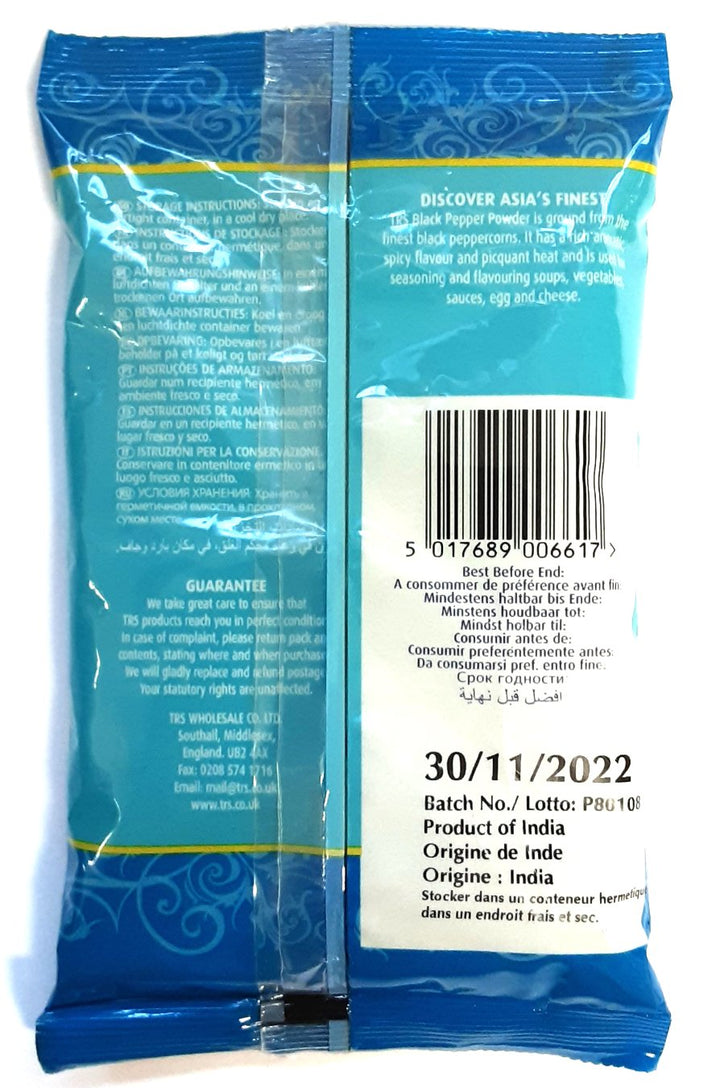 STORAGE INSTRUCTIONS:
airtight container, in a cool dry place.
INSTRUCTIONS DE STOCKAGE: Stocker
dans un hermétique, dans un
endroit frais et sec.
AUFBEWAHRUNGSHINWEISE: In einem
luftdichten Behälter und an einem
trockenen Ort aufbewahren.
BEWAARINSTRUCTIES: Koel en droog
en luchtdichte container bewaren.
OPBEVARING: Opbevares i en lufttæt
beholder på et køligt og tørt
PT INSTRUÇÕES DE ARMAZENAMENTO:
Guardar num recipiente hermético, em
ambiente fresco e seco.
ES INSTRUCCIONES DE ALMACENAMIENTO
Guardar en un recipiente hermético, en
lugar fresco y seco.
IT ISTRUZIONI PER LA CONSERVAZIONE.
Conservare in contenitore ermetico in
luogo fresco e asciutto.
RU УСЛОВИЯ ХРАНЕНИЯ: Хранить в
герметичной емкости, в прохладном,
сухом месте
في مكان بارد وجاف.
GUARANTEE
We take great care to ensure that
TRS products reach you in perfect condition
In case of complaint, please return pack and
contents, stating where and when purchase
We will gladly replace and refund postage
Your statutory rights are unaffected.
TRS WHOLESALE CO. LTD.
Southall, Middlesex,
England. UB2 4AX
Fax: 0208 574 1716
Email: mail@trs.co.uk
www.trs.co.uk
DISCOVER ASIA'S FINEST
TRS Black Pepper Powder is ground from the
finest black peppercorns. It has a rich
spicy flavour and picquant heat and is used
seasoning and flavouring soups, vegetables
sauces, egg and cheese.
5 017689 006617 >
Best Before End:
A consommer de préférence avant fin
Mindestens haltbar bis Ende:
Minstens houdbaar tot:
Mindst holbar til:
Consumir antes de:
Consumir preferentemente antes
Da consumarsi pref. entro fine.
Срок годности
افضل قبل نهاية
30/11/2022
Batch No./ Lotto: P80108
Product of India
Origine de Inde
Origine : India
Stocker dans un conteneur hermetique
dans un endroit frais et sec.